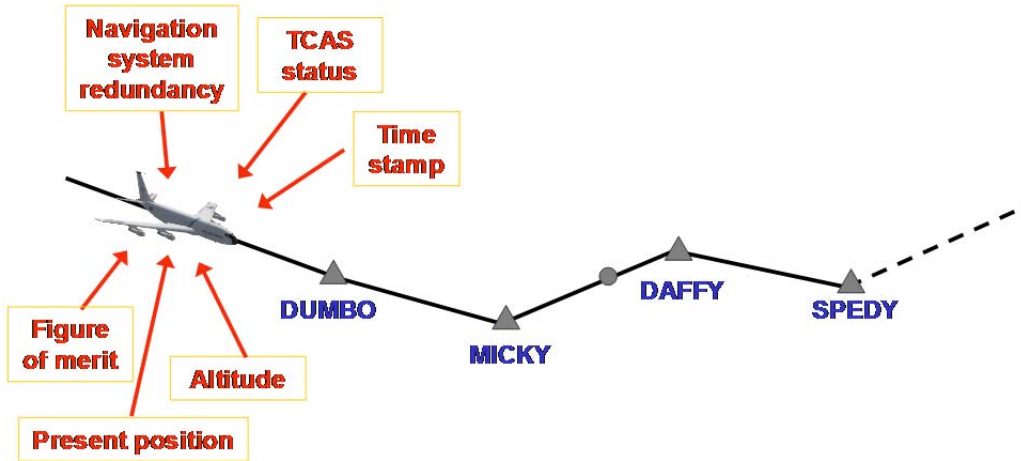 Navigation
system
redundancy
TCAS
status
Time
stamp
DUMBO
MICKY
DAFFY
SPEDY
Figure
of merit
Altitude
Present position